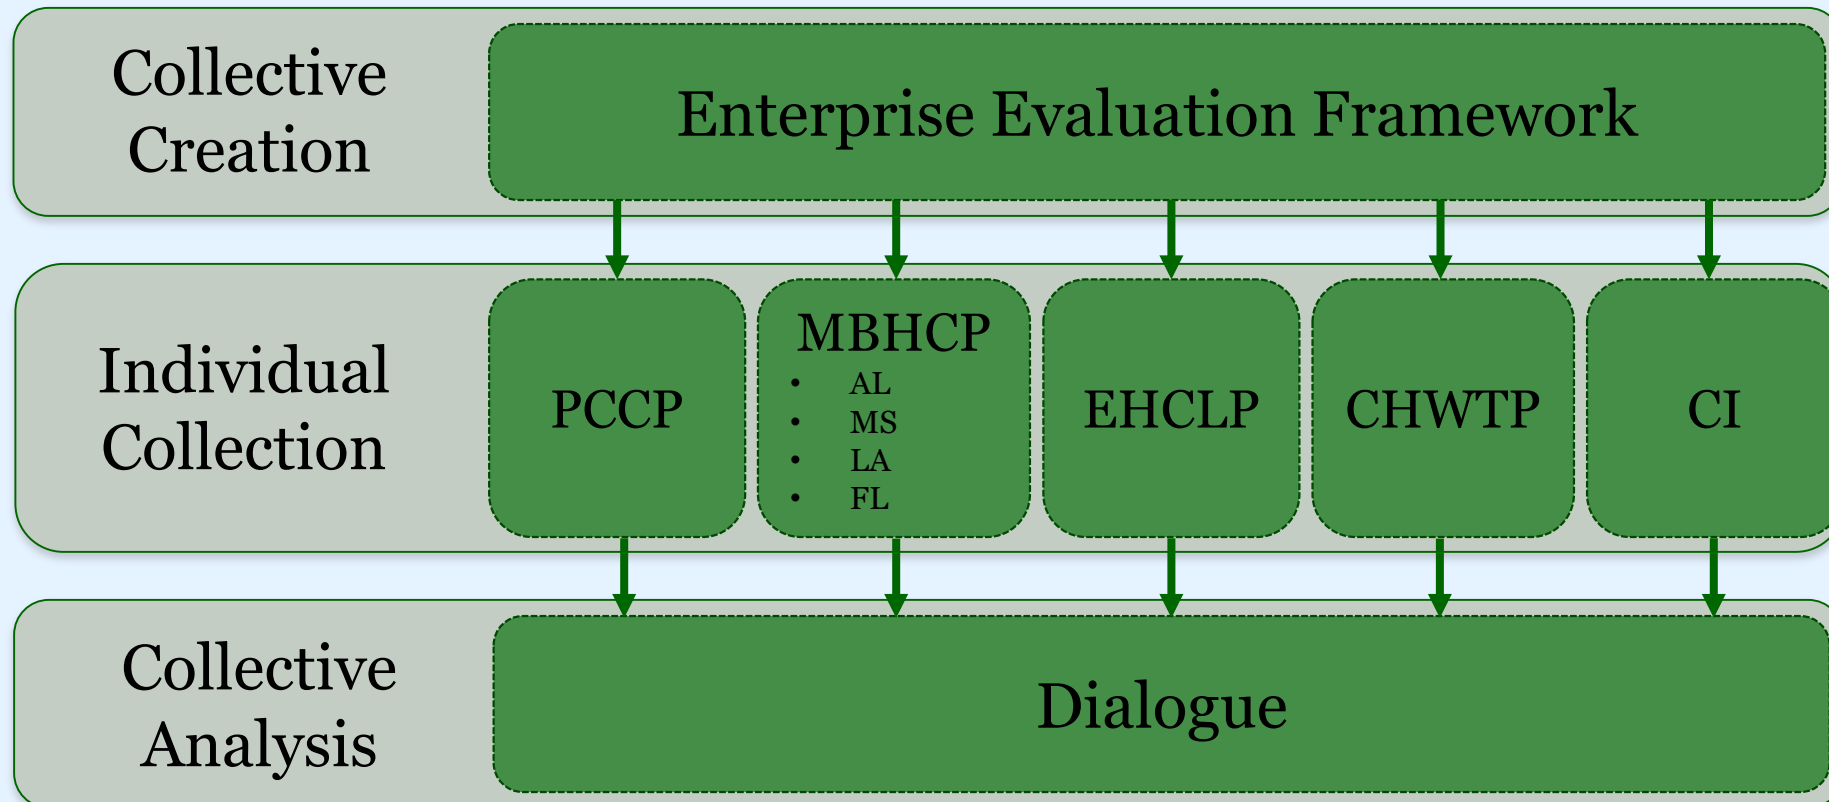 Collective
Creation
Enterprise Evaluation Framework
Individual
Collection
PCCP
MBHCP
• AL
• MS
• LA
• FL
EHCLP
CHWTP
CI
Collective
Analysis
Dialogue